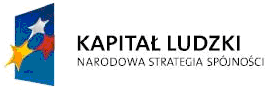 KAPITAŁ LUDZKI
NARODOWA STRATEGIA SPÓJNOŚCI